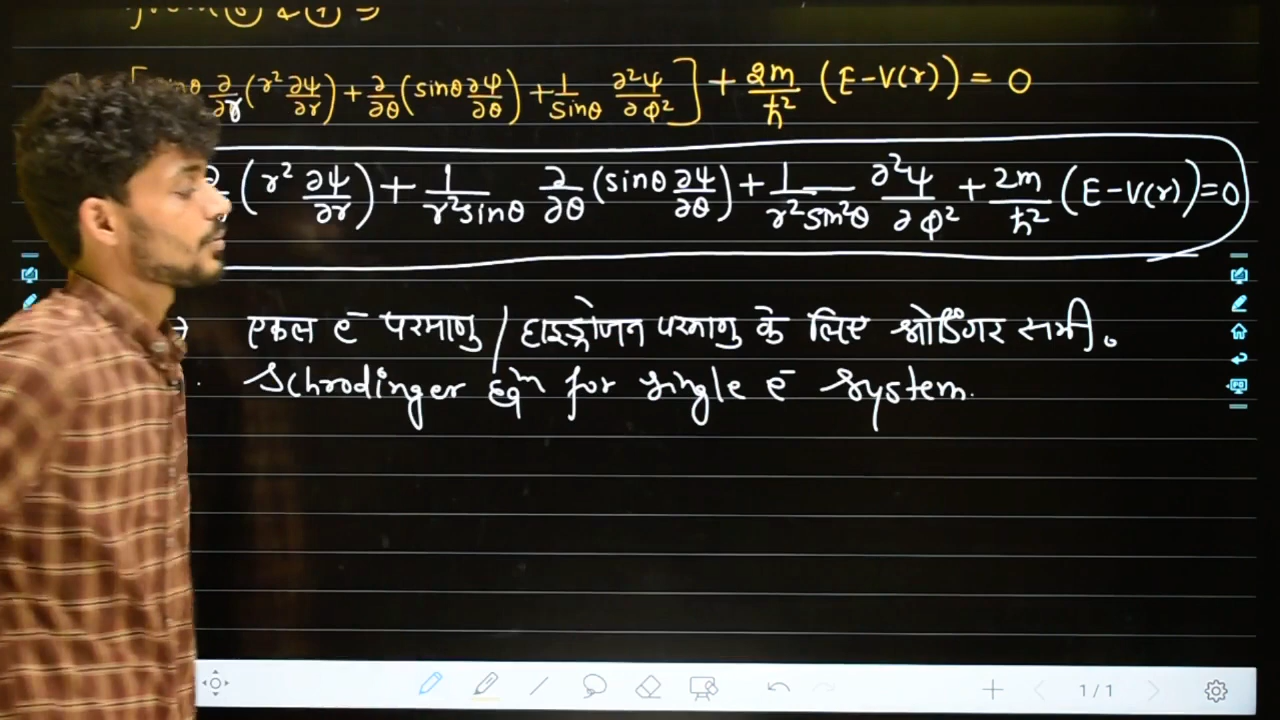 [sinθ ∂/∂r (r² ∂ψ/∂r) + ∂/∂θ (sinθ ∂ψ/∂θ) + 1/sinθ ∂²ψ/∂φ²] + 2m/ħ² (E-V(r)) = 0
(r² ∂ψ/∂r) + 1/r²sinθ ∂/∂θ (sinθ ∂ψ/∂θ) + 1/r²sin²θ ∂²ψ/∂φ² + 2m/ħ² (E-V(r)) = 0
→ एकल e⁻ परमाणु / हाइड्रोजन परमाणु के लिए श्रोडिंगर समी.
Schrodinger Eqⁿ for single e⁻ system.
1/1